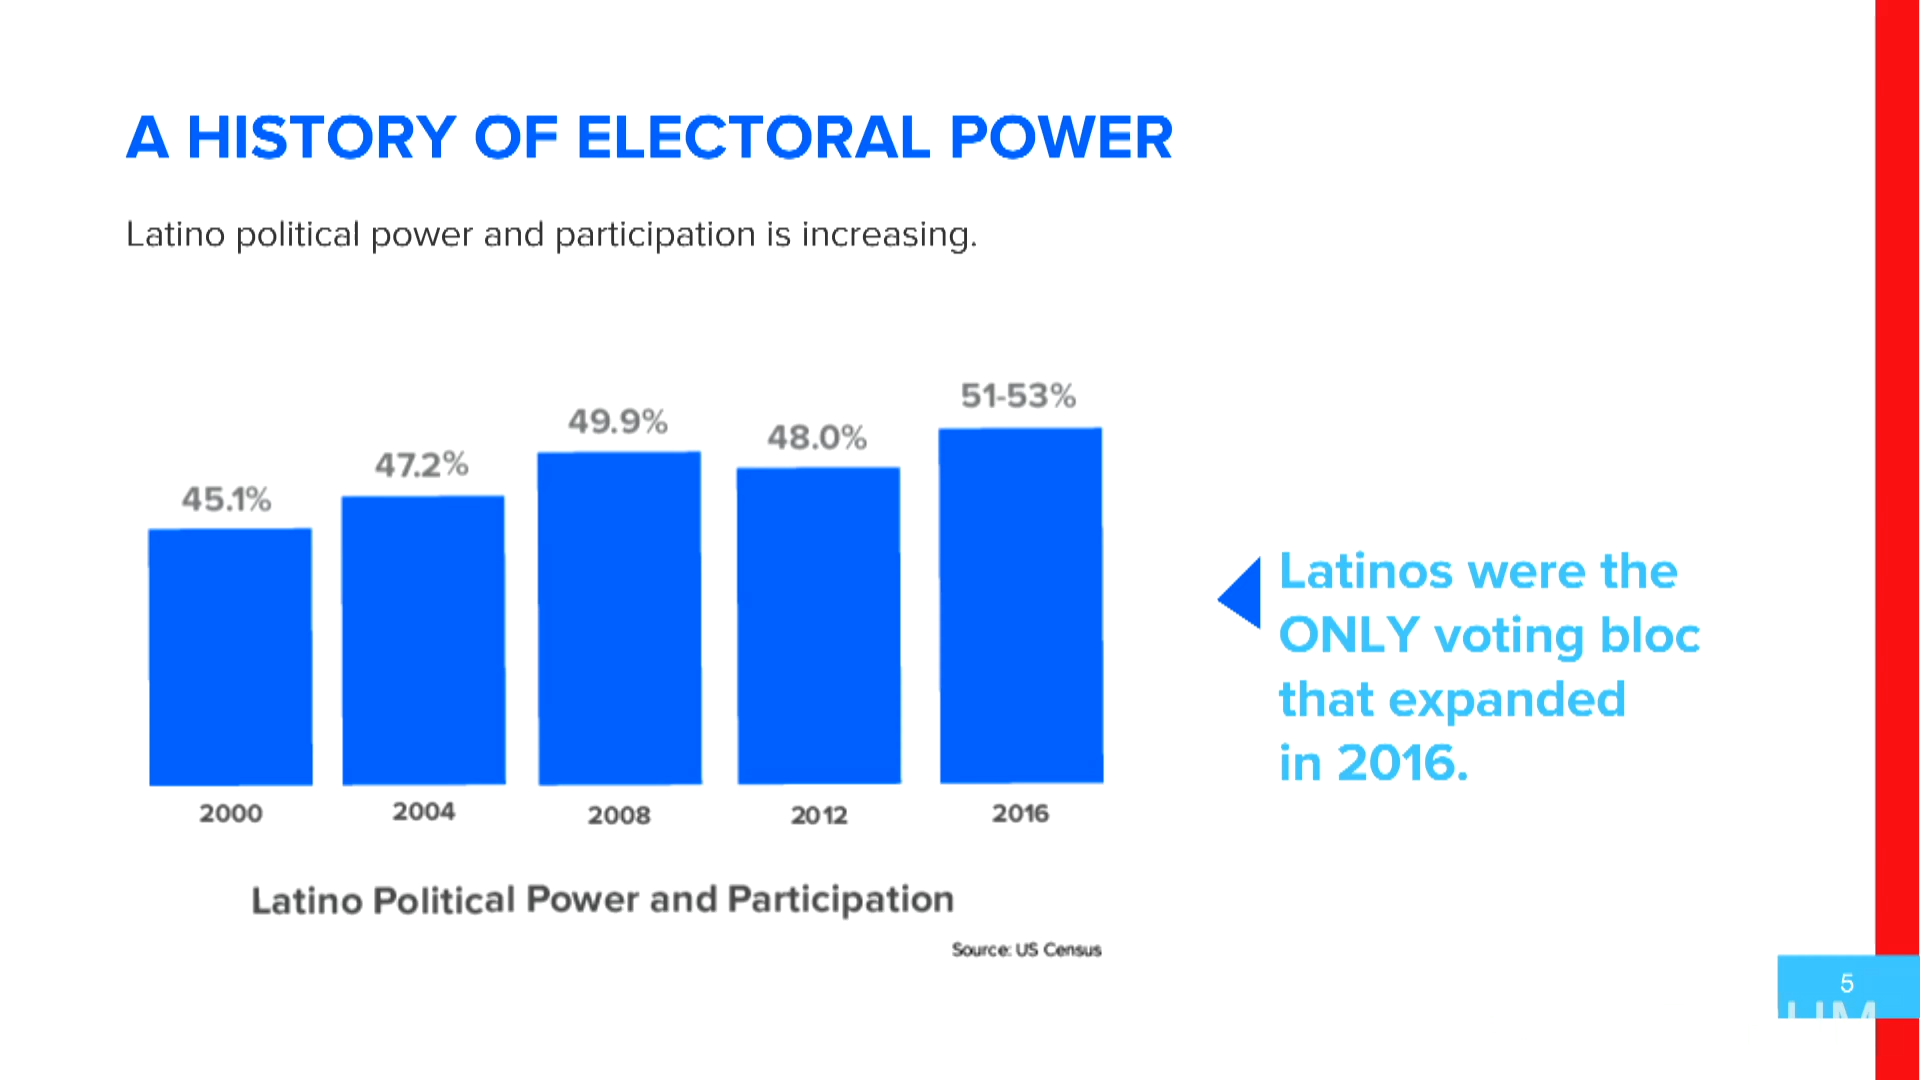 A HISTORY OF ELECTORAL POWER
Latino political power and participation is increasing.
45.1%
47.2%
49.9%
48.0%
51-53%
2000
2004
2008
2012
2016
Latino Political Power and Participation
Source: US Census
Latinos were the
ONLY voting bloc
that expanded
in 2016.
5